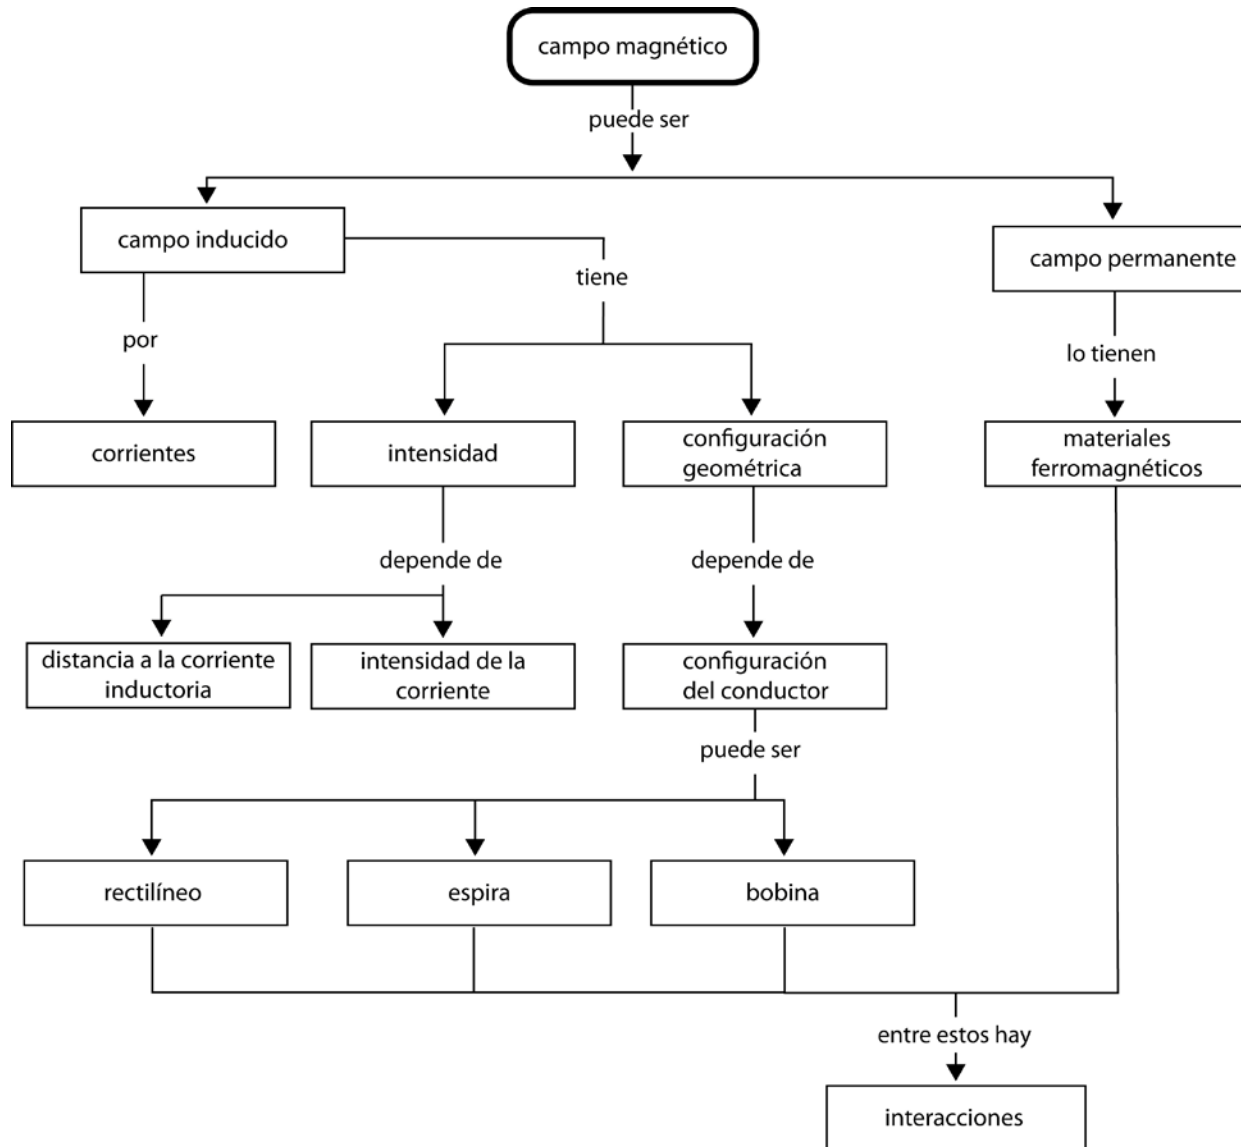 campo magnético
puede ser
campo inducido
campo permanente
tiene
por
lo tienen
corrientes
intensidad
configuración
geométrica
materiales
ferromagnéticos
depende de
depende de
distancia a la corriente
inductoria
intensidad de la
corriente
configuración
del conductor
puede ser
rectilíneo
espira
bobina
entre estos hay
interacciones